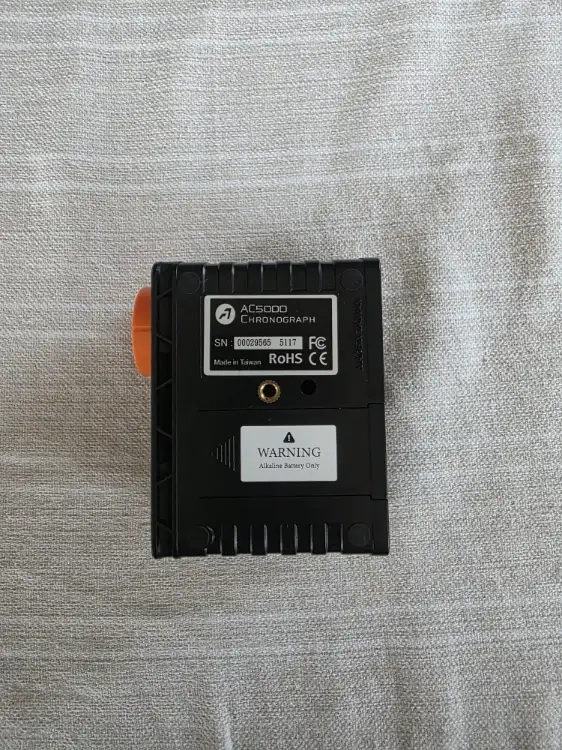 AC5000
CHRONOGRAPH
SN : 00029565 5117 FC
Made in Taiwan RoHS CE
WARNING
Alkaline Battery Only